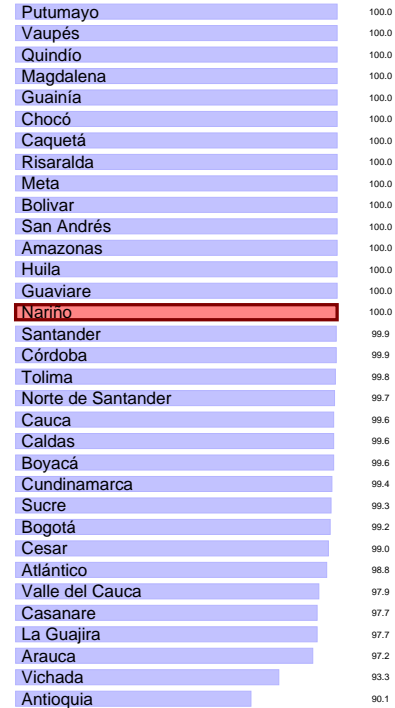 Putumayo 100.0
Vaupés 100.0
Quindío 100.0
Magdalena 100.0
Guainía 100.0
Chocó 100.0
Caquetá 100.0
Risaralda 100.0
Meta 100.0
Bolivar 100.0
San Andrés 100.0
Amazonas 100.0
Huila 100.0
Guaviare 100.0
Nariño 100.0
Santander 99.9
Córdoba 99.9
Tolima 99.8
Norte de Santander 99.7
Cauca 99.6
Caldas 99.6
Boyacá 99.6
Cundinamarca 99.4
Sucre 99.3
Bogotá 99.2
Cesar 99.0
Atlántico 98.8
Valle del Cauca 97.9
Casanare 97.7
La Guajira 97.7
Arauca 97.2
Vichada 93.3
Antioquia 90.1